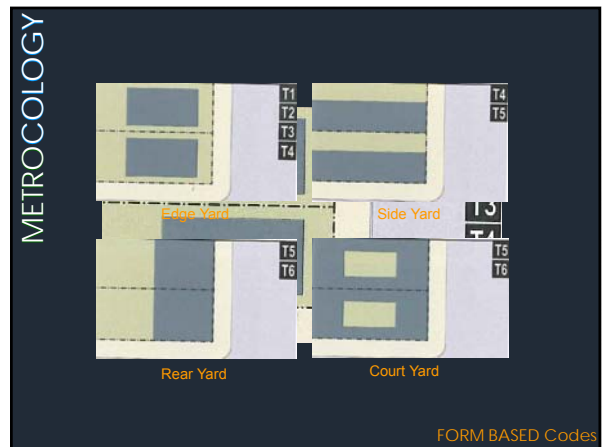 METROCOLOGY
T1
T2
T3
T4
Edge Yard
T4
T5
Side Yard
T3
T5
T6
Rear Yard
T5
T6
Court Yard
FORM BASED Codes